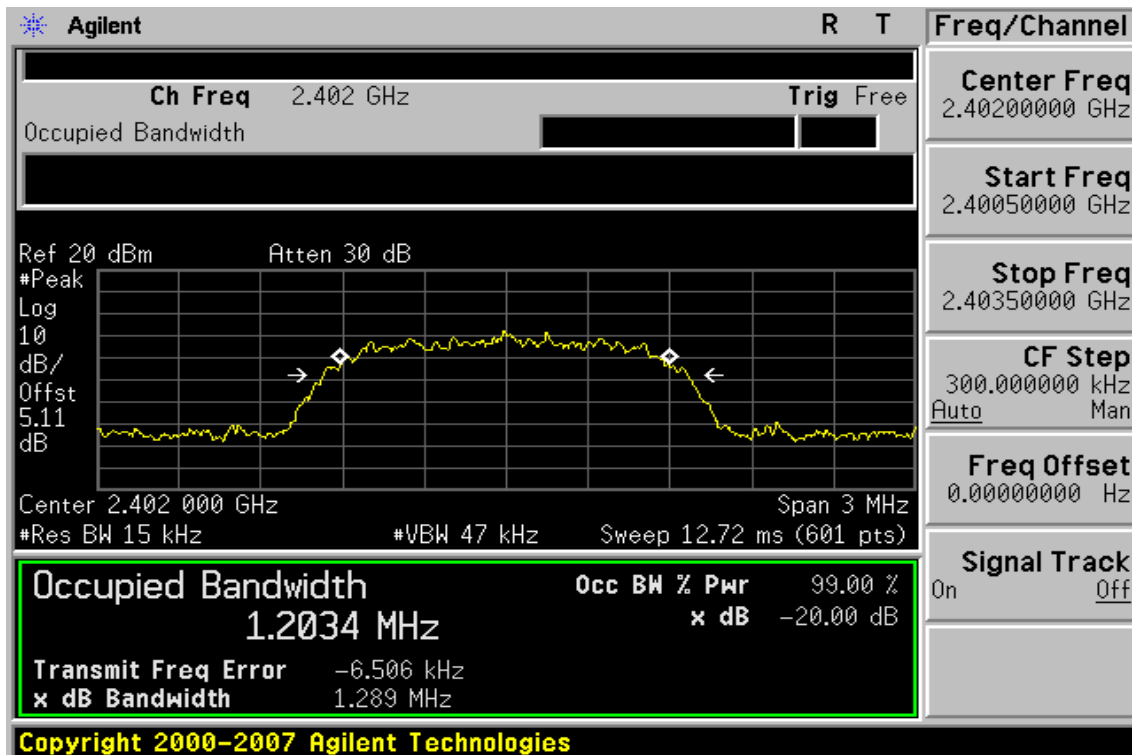 Agilent R T
Freq/Channel
Ch Freq 2.402 GHz Trig Free
Occupied Bandwidth
Center Freq
2.40200000 GHz
Start Freq
2.40050000 GHz
Stop Freq
2.40350000 GHz
CF Step
300.000000 kHz
Auto Man
Freq Offset
0.00000000 Hz
Signal Track
On Off
Ref 20 dBm Atten 30 dB
#Peak
Log
10
dB/
Offst
5.11
dB
Center 2.402 000 GHz Span 3 MHz
#Res BW 15 kHz #VBW 47 kHz Sweep 12.72 ms (601 pts)
Occupied Bandwidth
1.2034 MHz
Occ BW % Pwr 99.00 %
x dB -20.00 dB
Transmit Freq Error -6.506 kHz
x dB Bandwidth 1.289 MHz
Copyright 2000-2007 Agilent Technologies